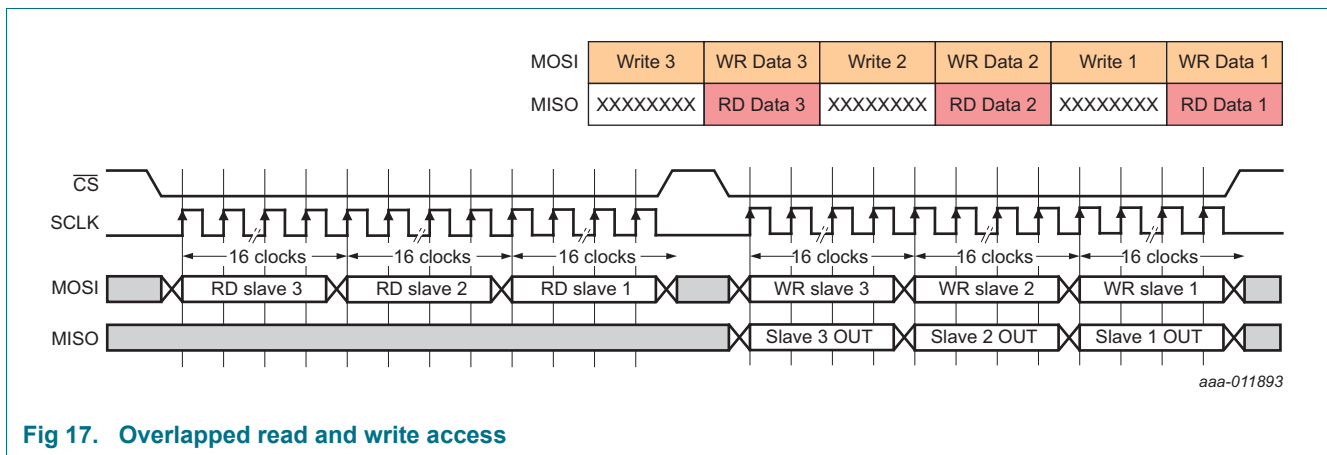 MOSI Write 3 WR Data 3 Write 2 WR Data 2 Write 1 WR Data 1
MISO XXXXXXXX RD Data 3 XXXXXXXX RD Data 2 XXXXXXXX RD Data 1
CS
SCLK
16 clocks 16 clocks 16 clocks 16 clocks 16 clocks 16 clocks
MOSI RD slave 3 RD slave 2 RD slave 1 WR slave 3 WR slave 2 WR slave 1
MISO Slave 3 OUT Slave 2 OUT Slave 1 OUT
aaa-011893
Fig 17. Overlapped read and write access